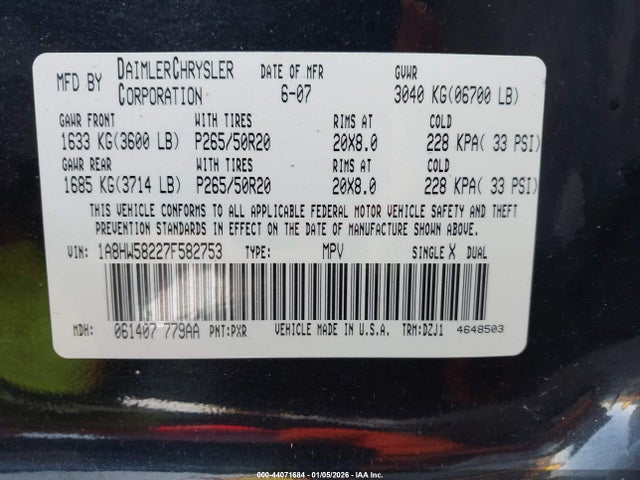 MFD BY DAIMLERCHRYSLER CORPORATION DATE OF MFR 6-07 GVWR 3040 KG(06700 LB)
GAWR FRONT WITH TIRES RIMS AT COLD
1633 KG(3600 LB) P265/50R20 20X8.0 228 KPA( 33 PSI)
GAWR REAR WITH TIRES RIMS AT COLD
1685 KG(3714 LB) P265/50R20 20X8.0 228 KPA( 33 PSI)
THIS VEHICLE CONFORMS TO ALL APPLICABLE FEDERAL MOTOR VEHICLE SAFETY AND THEFT
PREVENTION STANDARDS IN EFFECT ON THE DATE OF MANUFACTURE SHOWN ABOVE.
VIN: 1A8HW58227F582753 TYPE: MPV SINGLE X DUAL
MDH: 061407 779AA PNT:PXR VEHICLE MADE IN U.S.A. TRM:DZJ1 4648503
000-44071684 - 01/05/2026 - IAA Inc.